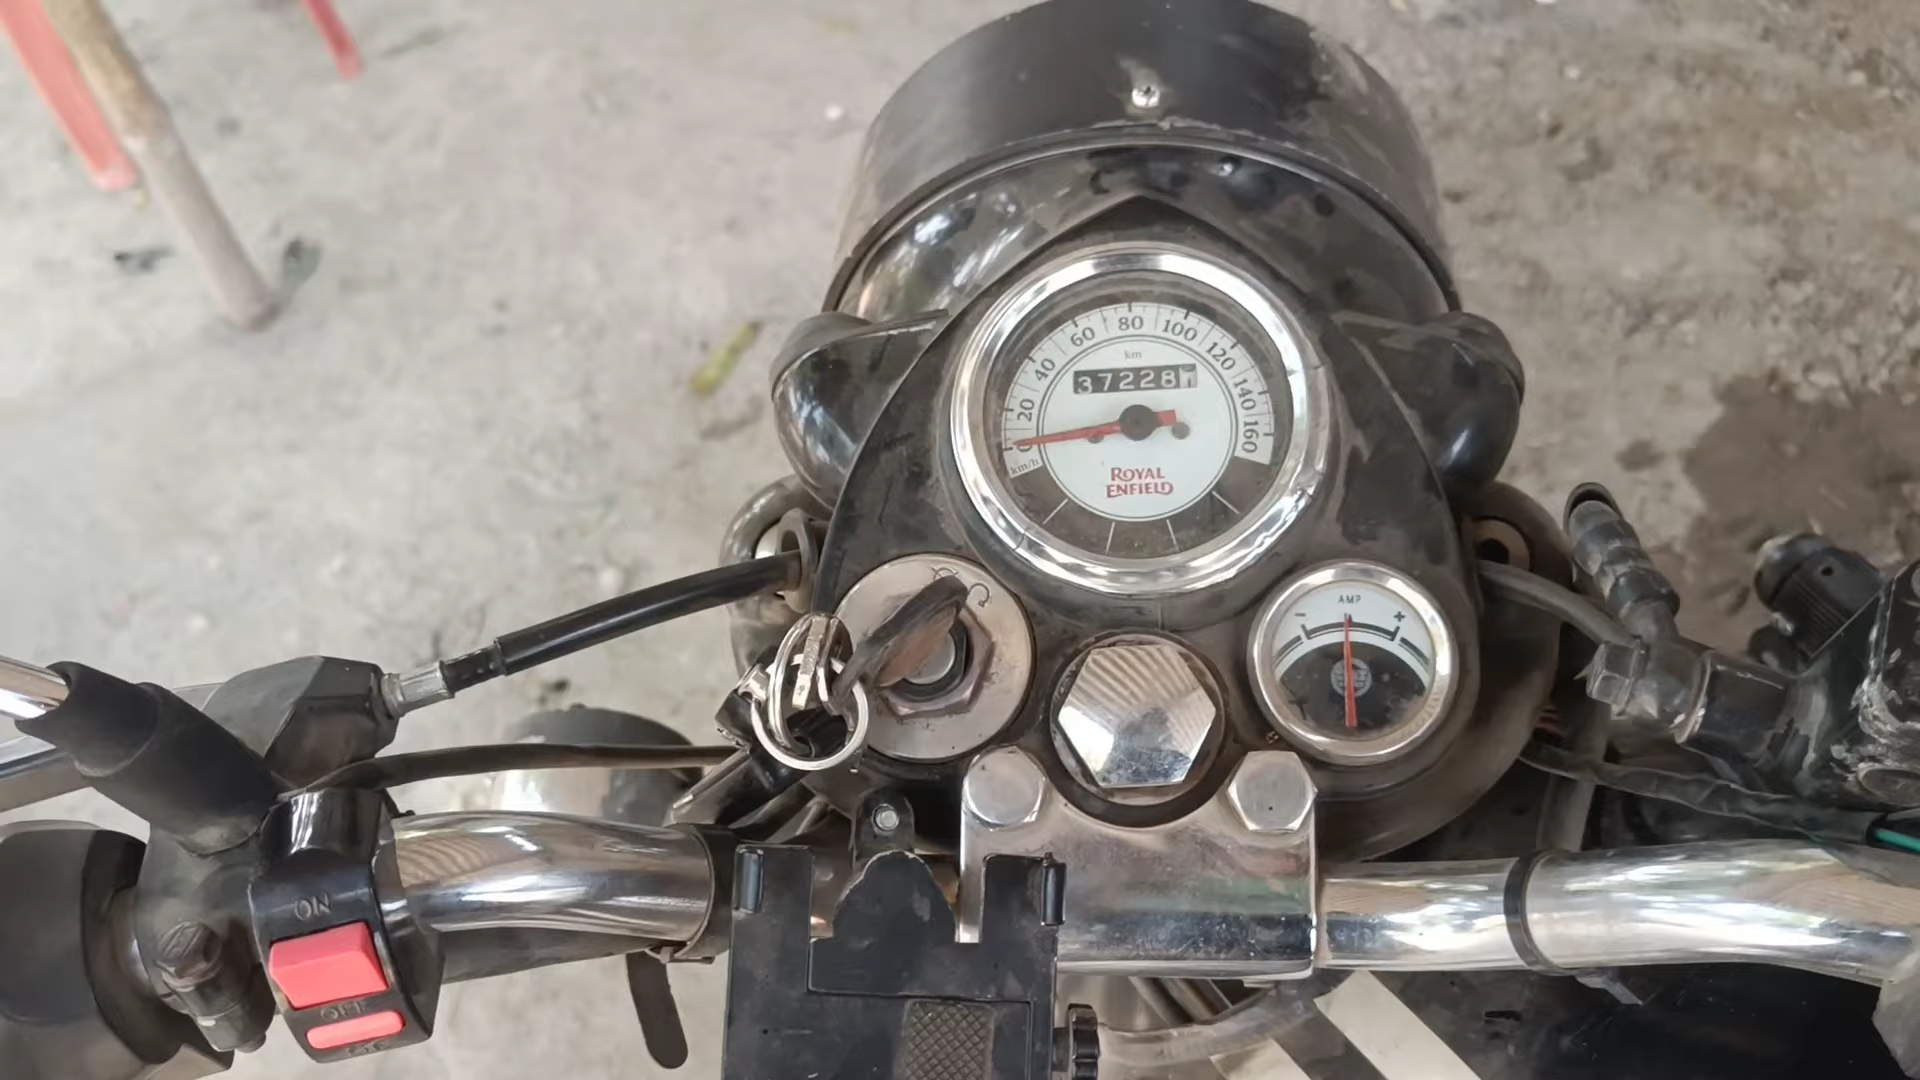 20 40 60 80 100 120 140 160
km
37228
km/h
ROYAL
ENFIELD
AMP
- +
ON
OFF